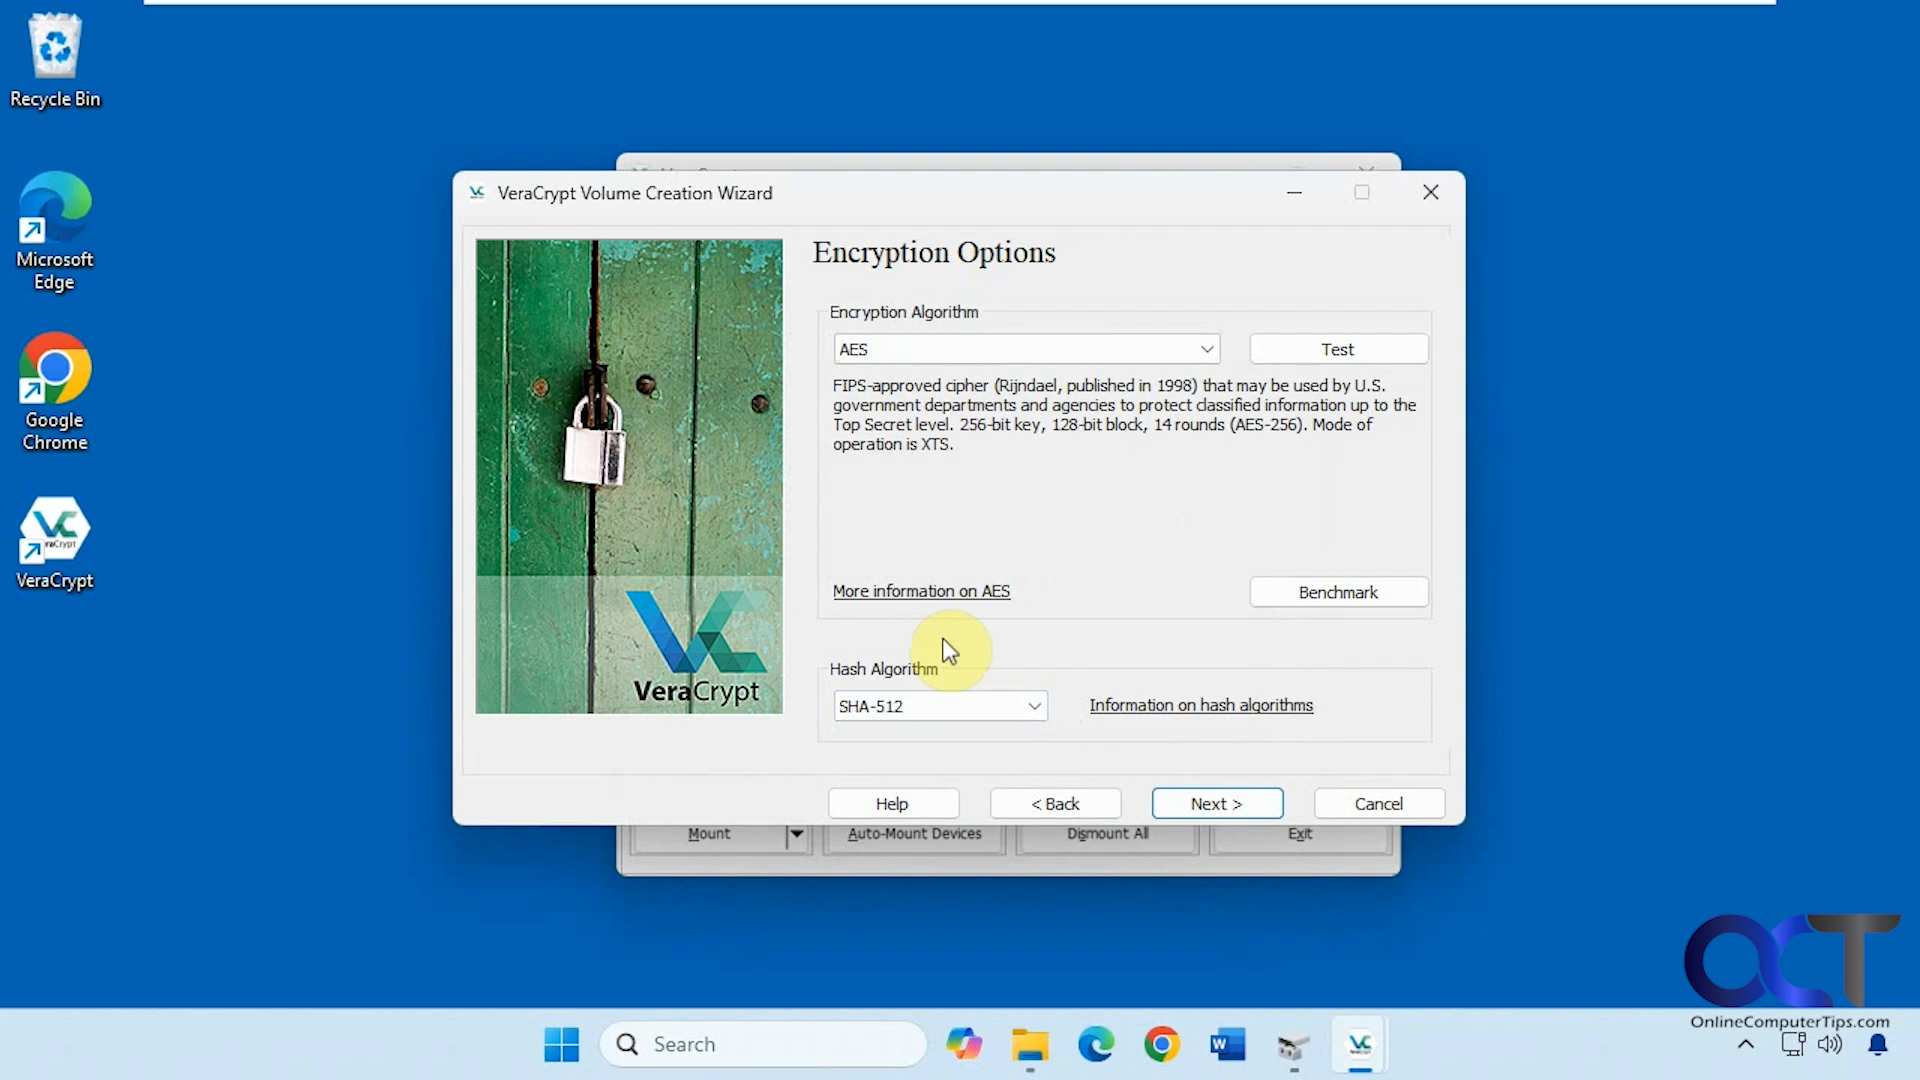 Recycle Bin
Microsoft
Edge
Google
Chrome
VeraCrypt
VeraCrypt
VeraCrypt Volume Creation Wizard
Encryption Options
Encryption Algorithm
AES
Test
FIPS-approved cipher (Rijndael, published in 1998) that may be used by U.S.
government departments and agencies to protect classified information up to the
Top Secret level. 256-bit key, 128-bit block, 14 rounds (AES-256). Mode of
operation is XTS.
More information on AES
Benchmark
VeraCrypt
Hash Algorithm
SHA-512
Information on hash algorithms
Help
< Back
Next >
Cancel
Mount
Auto-Mount Devices
Dismount All
Exit
OCT
OnlineComputerTips.com
Search